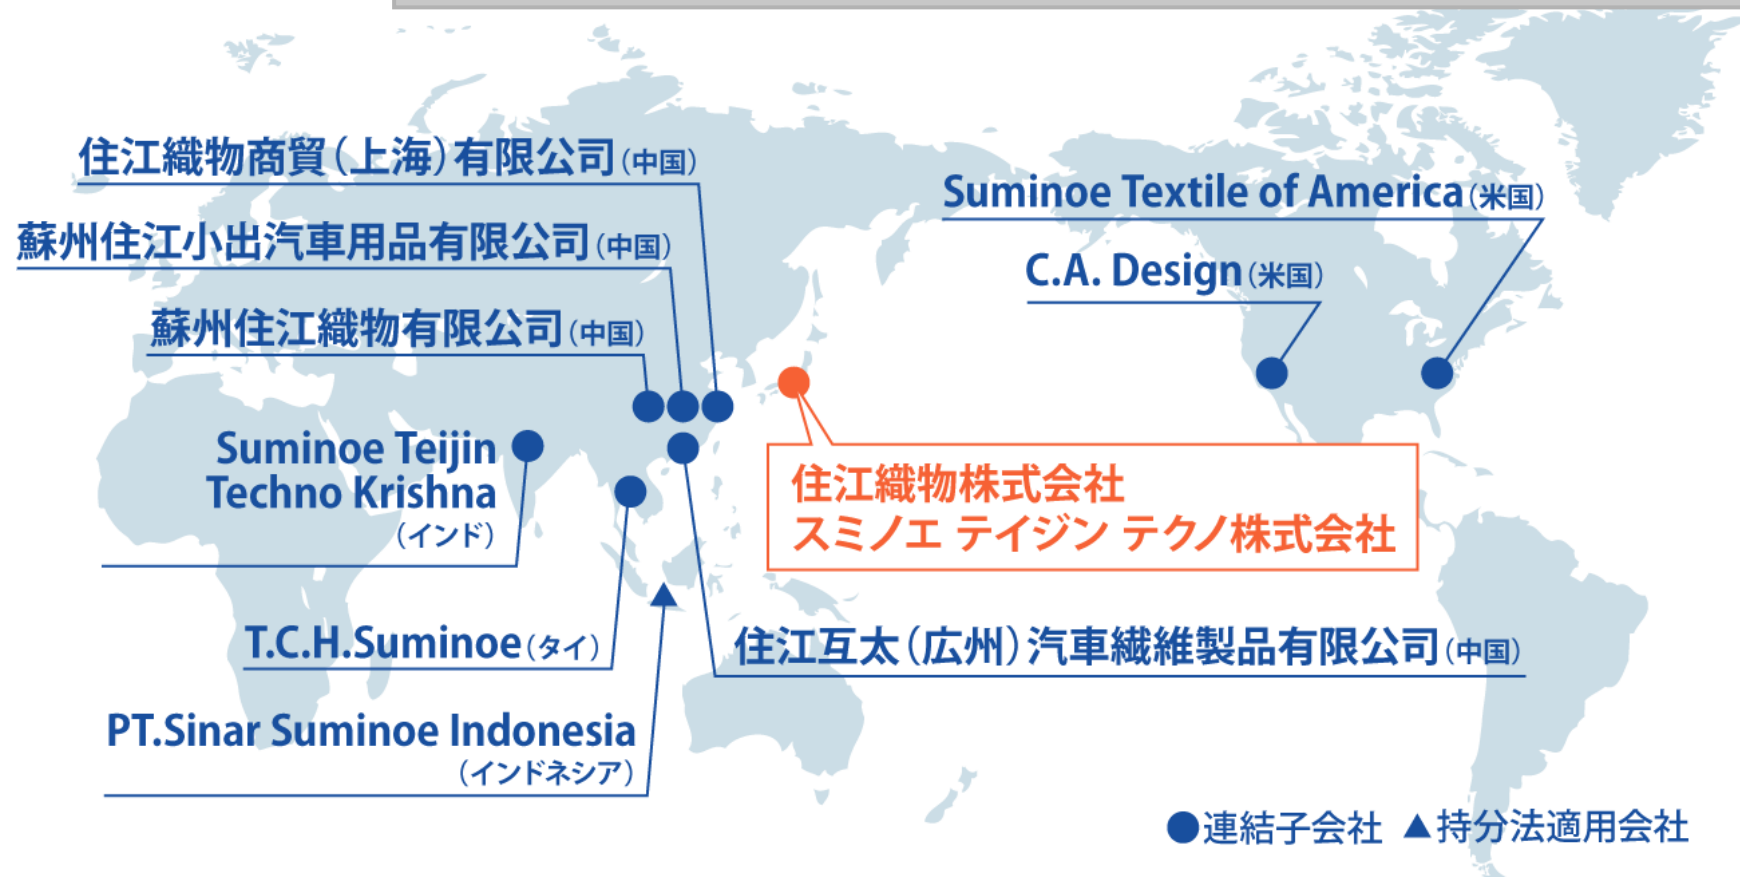 住江織物商貿（上海）有限公司（中国）
蘇州住江小出汽車用品有限公司（中国）
蘇州住江織物有限公司（中国）
Suminoe Textile of America（米国）
C.A. Design（米国）
Suminoe Teijin
Techno Krishna
（インド）
住江織物株式会社
スミノエ テイジン テクノ株式会社
T.C.H.Suminoe（タイ）
住江互太（広州）汽車繊維製品有限公司（中国）
PT.Sinar Suminoe Indonesia
（インドネシア）
●連結子会社 ▲持分法適用会社